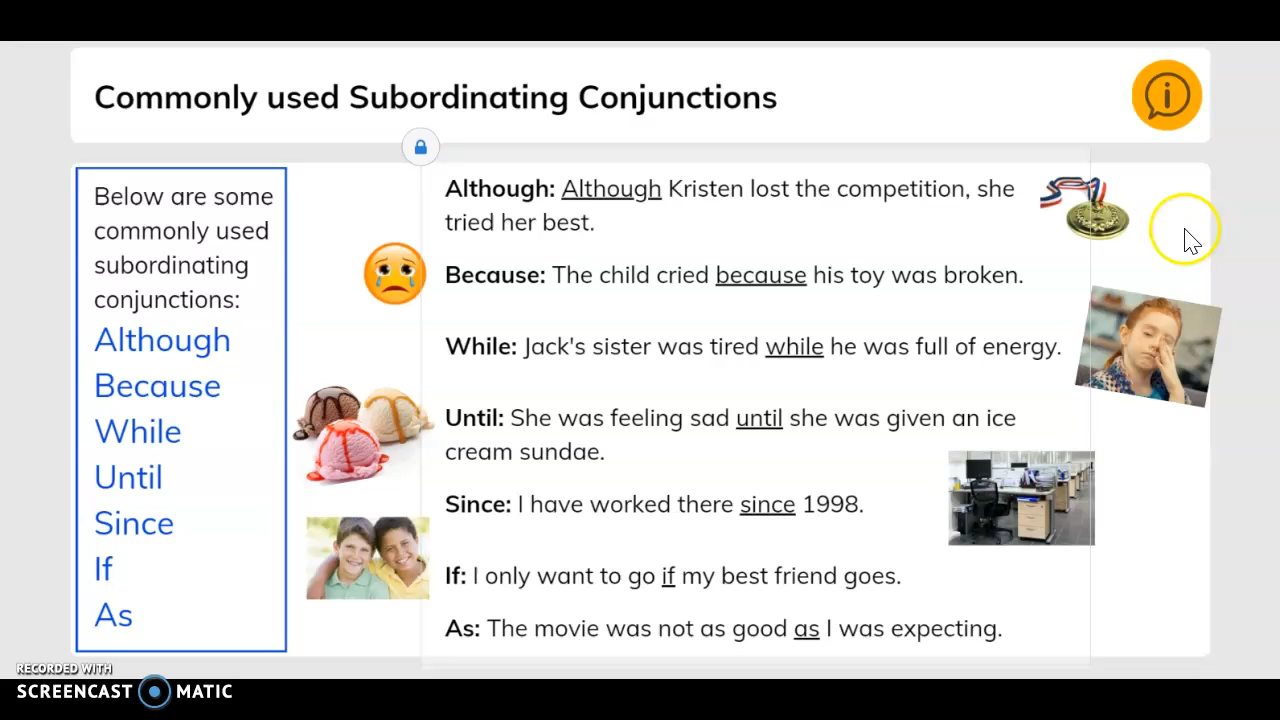 Commonly used Subordinating Conjunctions
Below are some
commonly used
subordinating
conjunctions:
Although
Because
While
Until
Since
If
As
Although: Although Kristen lost the competition, she
tried her best.
Because: The child cried because his toy was broken.
While: Jack's sister was tired while he was full of energy.
Until: She was feeling sad until she was given an ice
cream sundae.
Since: I have worked there since 1998.
If: I only want to go if my best friend goes.
As: The movie was not as good as I was expecting.
RECORDED WITH
SCREENCAST MATIC